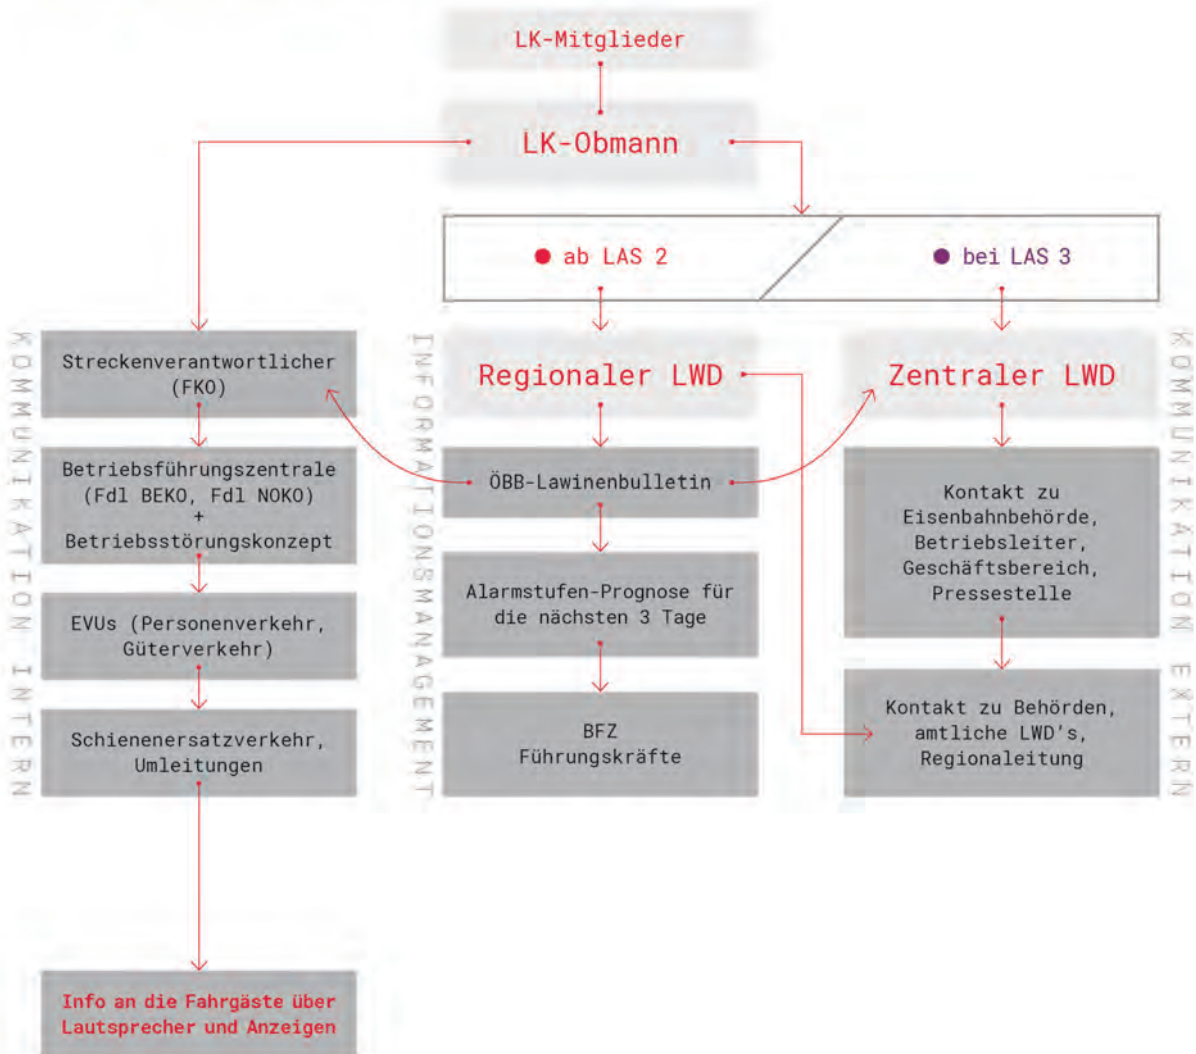 LK-Mitglieder
LK-Obmann
ab LAS 2
bei LAS 3
KOMMUNIKATION INTERN
Streckenverantwortlicher
(FKO)
Betriebsführungszentrale
(Fdl BEKO, Fdl NOKO)
+
Betriebsstörungskonzept
EVUs (Personenverkehr,
Güterverkehr)
Schienenersatzverkehr,
Umleitungen
Info an die Fahrgäste über
Lautsprecher und Anzeigen
INFORMATIONSMANAGEMENT
Regionaler LWD
ÖBB-Lawinenbulletin
Alarmstufen-Prognose für
die nächsten 3 Tage
BFZ
Führungskräfte
Zentraler LWD
Kontakt zu
Eisenbahnbehörde,
Betriebsleiter,
Geschäftsbereich,
Pressestelle
Kontakt zu Behörden,
amtliche LWD's,
Regionaleitung
KOMMUNIKATION EXTERN